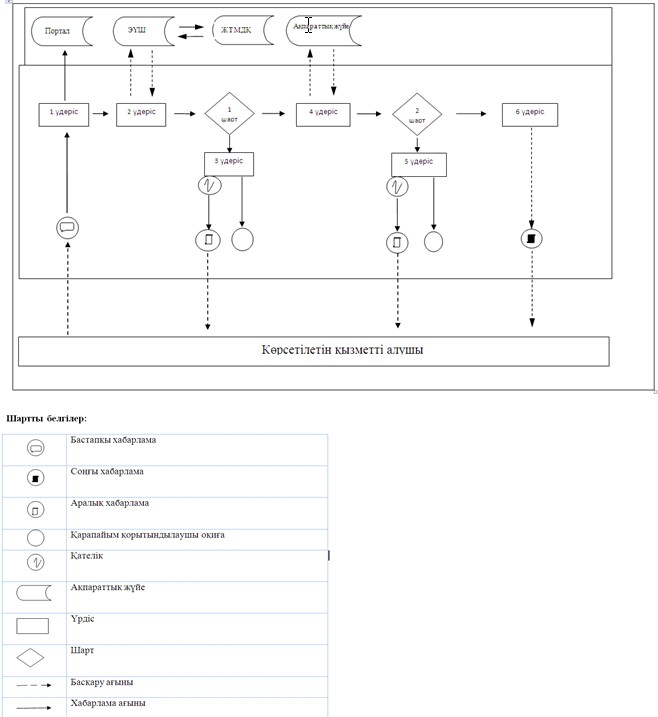 Портал
ЭҮШ
ЖТМДҚ
Ақпараттық жүйе
1 үдеріс
2 үдеріс
1
шарт
4 үдеріс
2
шарт
6 үдеріс
3 үдеріс
5 үдеріс
Көрсетілетін қызметті алушы
Шартты белгілер:
Бастапқы хабарлама
Соңғы хабарлама
Аралық хабарлама
Қарапайым қорытындылаушы оқиға
Қателік
Ақпараттық жүйе
Үрдіс
Шарт
Басқару ағыны
Хабарлама ағыны